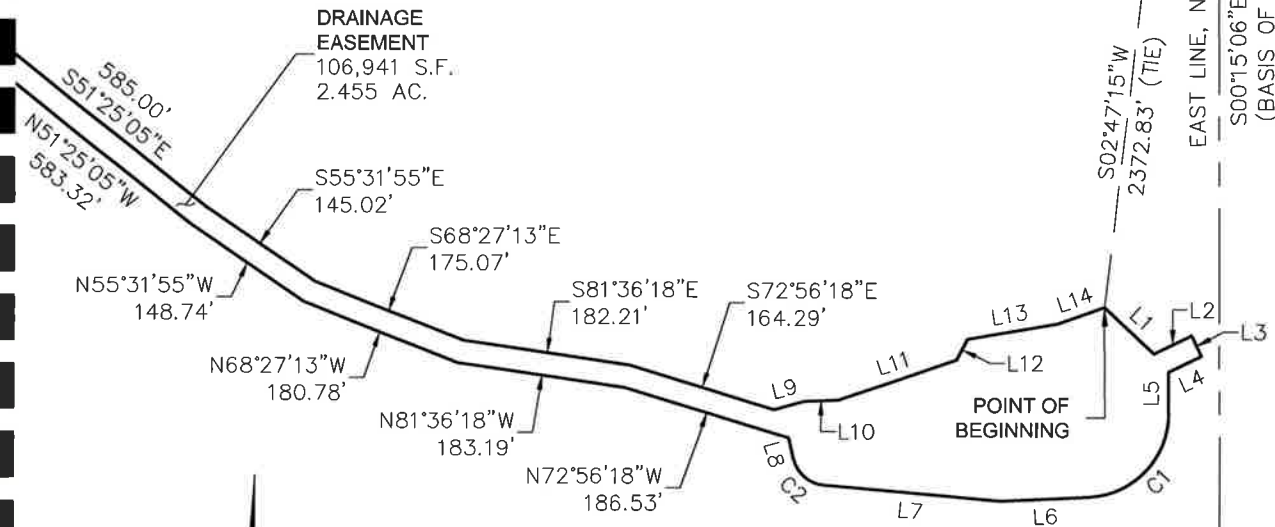 DRAINAGE
EASEMENT
106,941 S.F.
2.455 AC.
585.00'
S51°25'05"E
N51°25'05"W
583.32'
S55°31'55"E
145.02'
N55°31'55"W
148.74'
S68°27'13"E
175.07'
N68°27'13"W
180.78'
S81°36'18"E
182.21'
N81°36'18"W
183.19'
S72°56'18"E
164.29'
N72°56'18"W
186.53'
S02°47'15"W
2372.83' (TIE)
EAST LINE, N
S00°15'06"E
(BASIS OF
L1
L2
L3
L4
L5
C1
L6
L7
C2
L8
L9
L10
L11
L12
L13
L14
POINT OF
BEGINNING